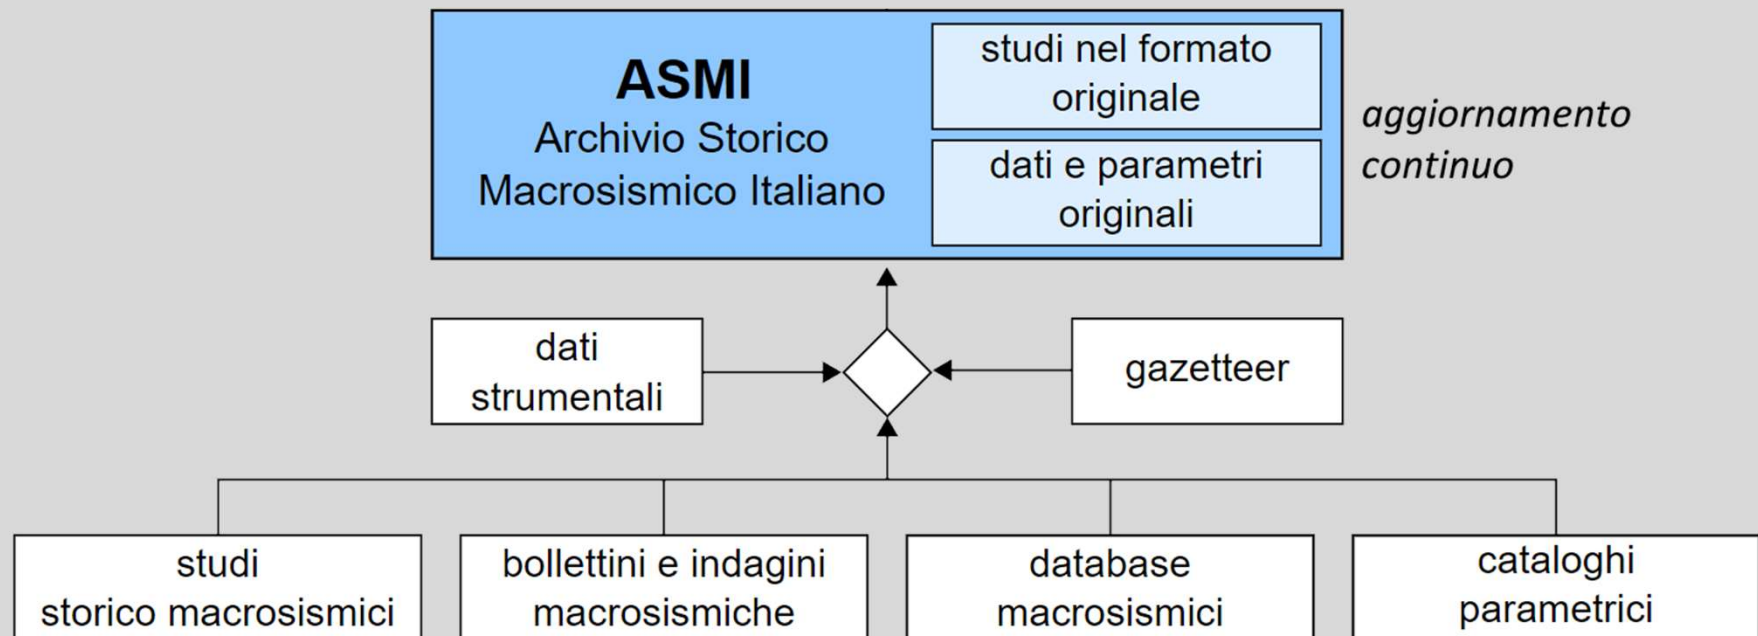 ASMI
Archivio Storico
Macrosismico Italiano
studi nel formato
originale
dati e parametri
originali
aggiornamento
continuo
dati
strumentali
gazetteer
studi
storico macrosismici
bollettini e indagini
macrosismiche
database
macrosismici
cataloghi
parametrici